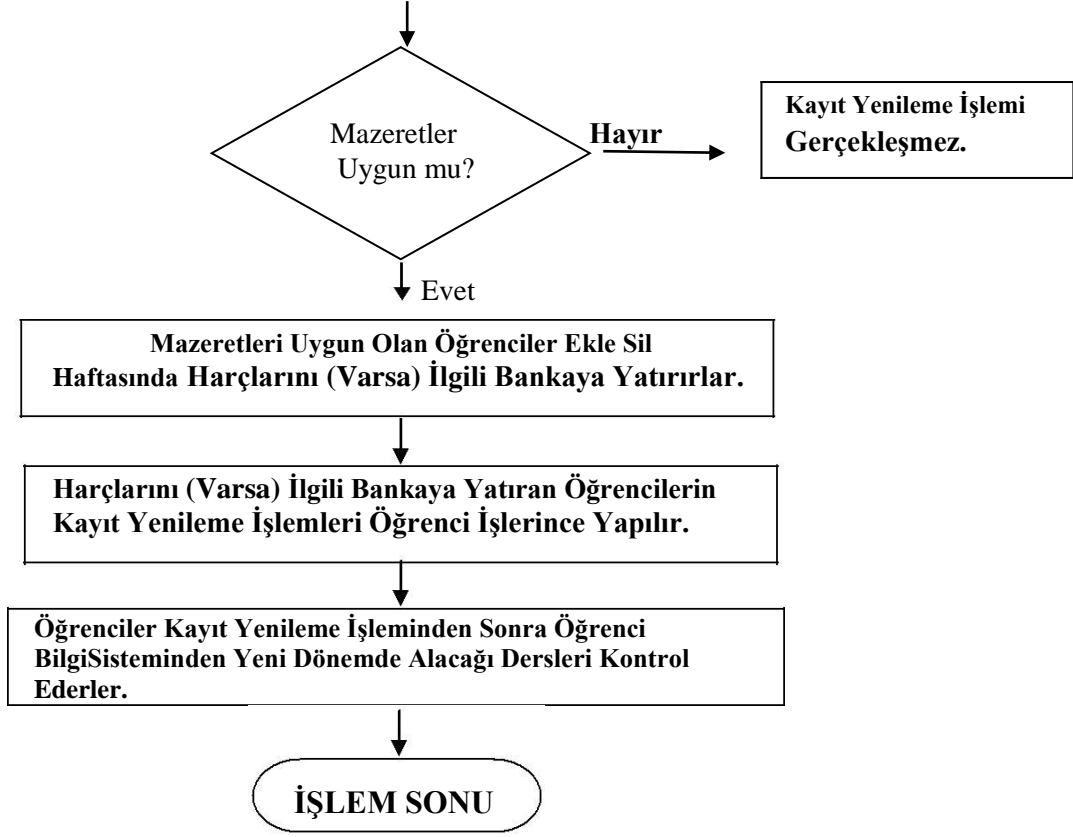 Mazeretler
Uygun mu?
Hayır
Kayıt Yenileme İşlemi
Gerçekleşmez.
Evet
Mazeretleri Uygun Olan Öğrenciler Ekle Sil
Haftasında Harçlarını (Varsa) İlgili Bankaya Yatırırlar.
Harçlarını (Varsa) İlgili Bankaya Yatıran Öğrencilerin
Kayıt Yenileme İşlemleri Öğrenci İşlerince Yapılır.
Öğrenciler Kayıt Yenileme İşleminden Sonra Öğrenci
BilgiSisteminden Yeni Dönemde Alacağı Dersleri Kontrol
Ederler.
İŞLEM SONU